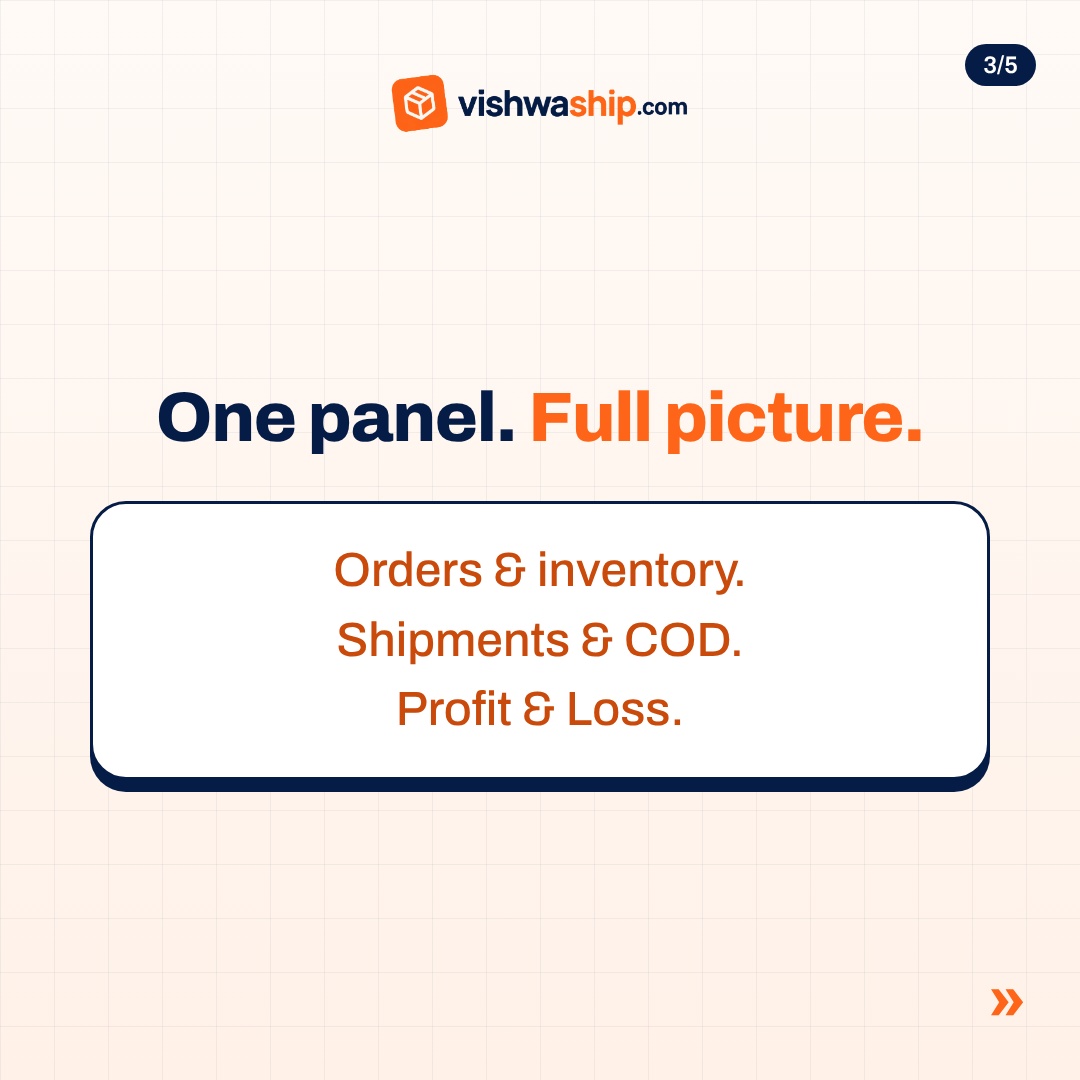 3/5
vishwaship.com
One panel. Full picture.
Orders & inventory.
Shipments & COD.
Profit & Loss.
»